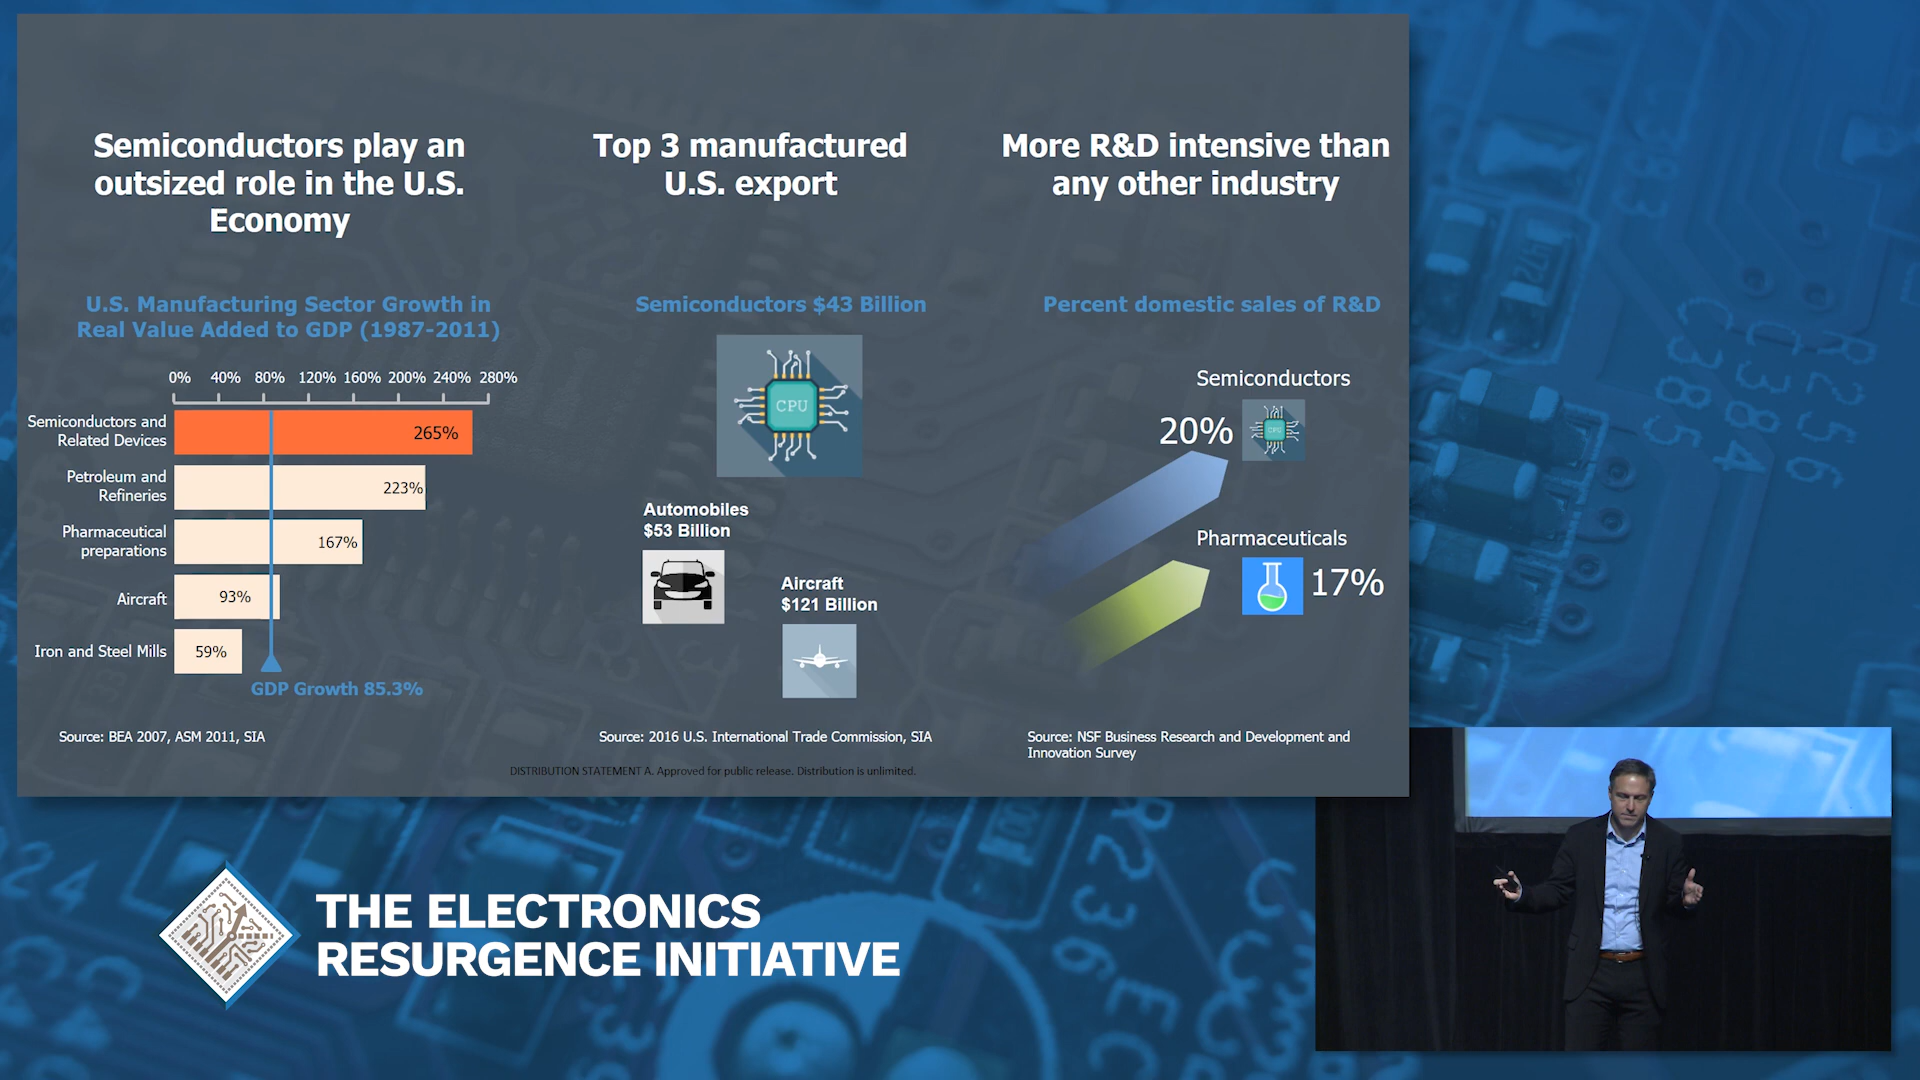 Semiconductors play an
outsized role in the U.S.
Economy
U.S. Manufacturing Sector Growth in
Real Value Added to GDP (1987-2011)
0% 40% 80% 120% 160% 200% 240% 280%
Semiconductors and
Related Devices
265%
Petroleum and
Refineries
223%
Pharmaceutical
preparations
167%
Aircraft
93%
Iron and Steel Mills
59%
GDP Growth 85.3%
Source: BEA 2007, ASM 2011, SIA
Top 3 manufactured
U.S. export
Semiconductors $43 Billion
CPU
Automobiles
$53 Billion
Aircraft
$121 Billion
Source: 2016 U.S. International Trade Commission, SIA
More R&D intensive than
any other industry
Percent domestic sales of R&D
Semiconductors
20%
CPU
Pharmaceuticals
17%
Source: NSF Business Research and Development and
Innovation Survey
DISTRIBUTION STATEMENT A. Approved for public release. Distribution is unlimited.
THE ELECTRONICS
RESURGENCE INITIATIVE